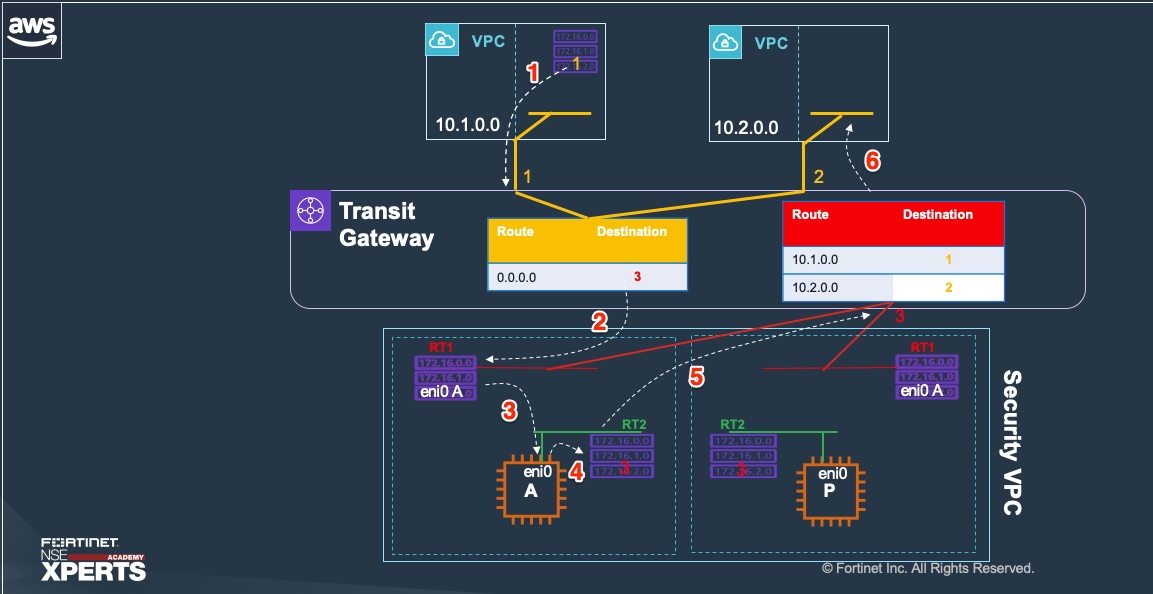 aws
VPC
172.16.0.0
172.16.1.0
1
1
10.1.0.0
1
VPC
10.2.0.0
6
2
Transit
Gateway
Route Destination
0.0.0.0 3
Route Destination
10.1.0.0 1
10.2.0.0 2
2
3
RT1
172.16.0.0
172.16.1.0
eni0 A
3
5
RT1
172.16.0.0
172.16.1.0
eni0 A
RT2
172.16.0.0
172.16.1.0
172.16.2.0
3
4
eni0
A
RT2
172.16.0.0
172.16.1.0
172.16.2.0
3
eni0
P
Security VPC
FORTINET
NSE ACADEMY
XPERTS
© Fortinet Inc. All Rights Reserved.